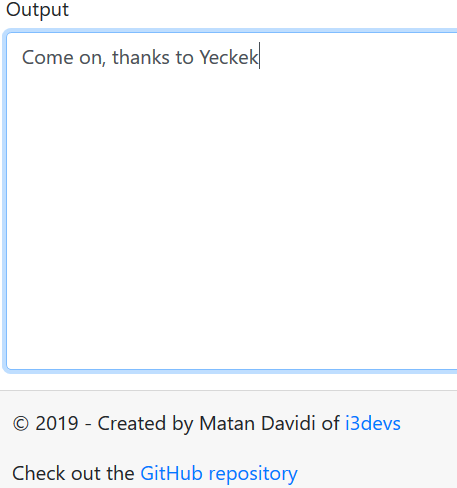 Output
Come on, thanks to Yeckek
© 2019 - Created by Matan Davidi of i3devs
Check out the GitHub repository